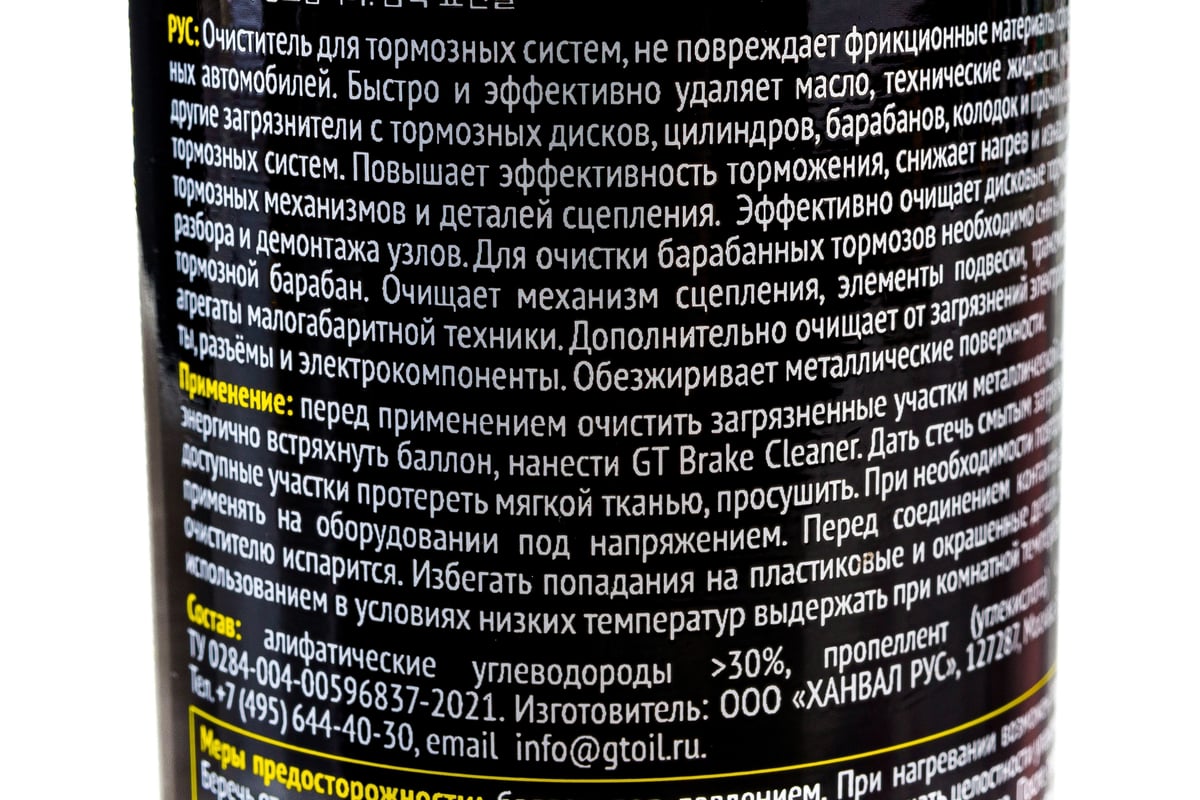 РУС: Очиститель для тормозных систем, не повреждает фрикционные материалы
ных автомобилей. Быстро и эффективно удаляет масло, технические жидкости,
другие загрязнители с тормозных дисков, цилиндров, барабанов, колодок и
тормозных систем. Повышает эффективность торможения, снижает нагрев и
тормозных механизмов и деталей сцепления. Эффективно очищает дисковые
разбора и демонтажа узлов. Для очистки барабанных тормозов необходимо
тормозной барабан. Очищает механизм сцепления, элементы подвески,
агрегаты малогабаритной техники. Дополнительно очищает от загрязнений
ты, разъёмы и электрокомпоненты. Обезжиривает металлические поверхности.
Применение: перед применением очистить загрязненные участки
энергично встряхнуть баллон, нанести GT Brake Cleaner. Дать стечь смытым
доступные участки протереть мягкой тканью, просушить. При необходимости
применять на оборудовании под напряжением. Перед соединением
очистителю испарится. Избегать попадания на пластиковые и окрашенные
использованием в условиях низких температур выдержать при комнатной
Состав: алифатические углеводороды >30%, пропеллент (углекислота)
ТУ 0284-004-00596837-2021. Изготовитель: ООО «ХАНВАЛ РУС», 127287,
Тел. +7 (495) 644-40-30, email info@gtoil.ru.
Меры предосторожности: При нагревании
Беречь